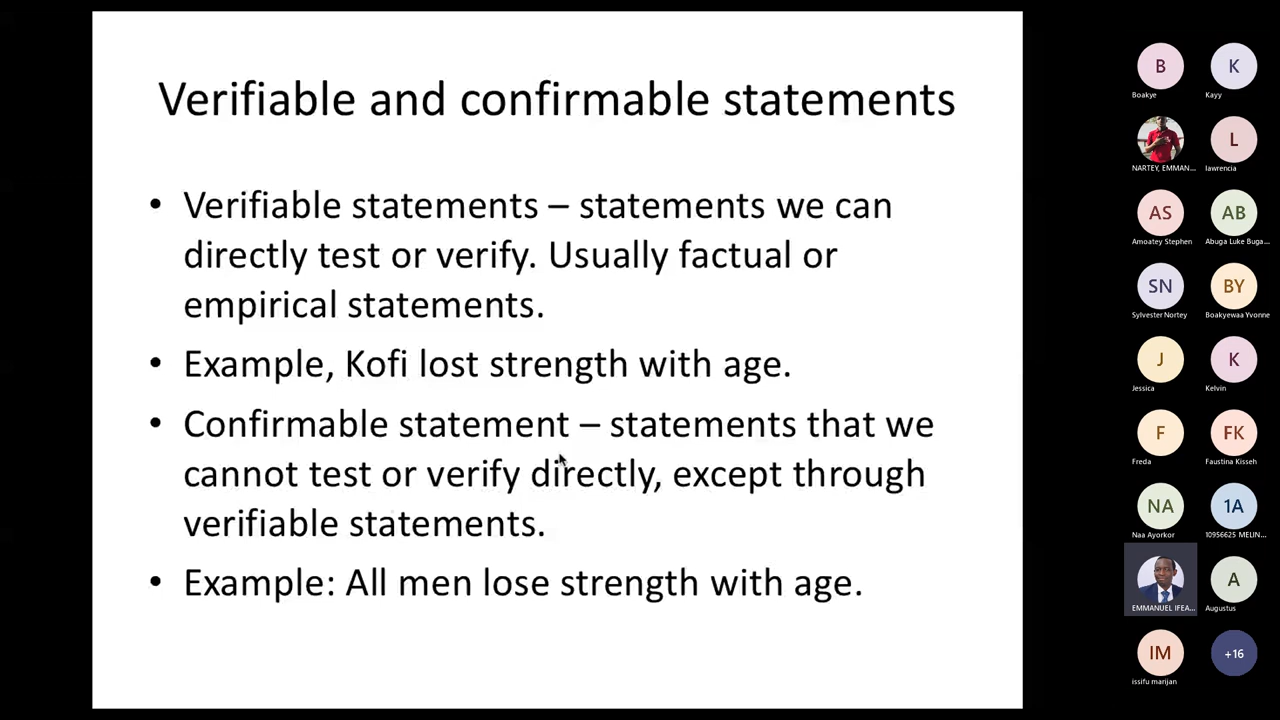 Verifiable and confirmable statements
• Verifiable statements – statements we can
directly test or verify. Usually factual or
empirical statements.
• Example, Kofi lost strength with age.
• Confirmable statement – statements that we
cannot test or verify directly, except through
verifiable statements.
• Example: All men lose strength with age.
B
Boakye
K
Kayy
NARTEY, EMMAN...
L
lawrencia
AS
Amoatey Stephen
AB
Abuga Luke Buga...
SN
Sylvester Nortey
BY
Boakyewaa Yvonne
J
Jessica
K
Kelvin
F
Freda
FK
Faustina Kisseh
NA
Naa Ayorkor
1A
10956625 MELIN...
EMMANUEL IFEA...
A
Augustus
IM
issifu marijan
+16